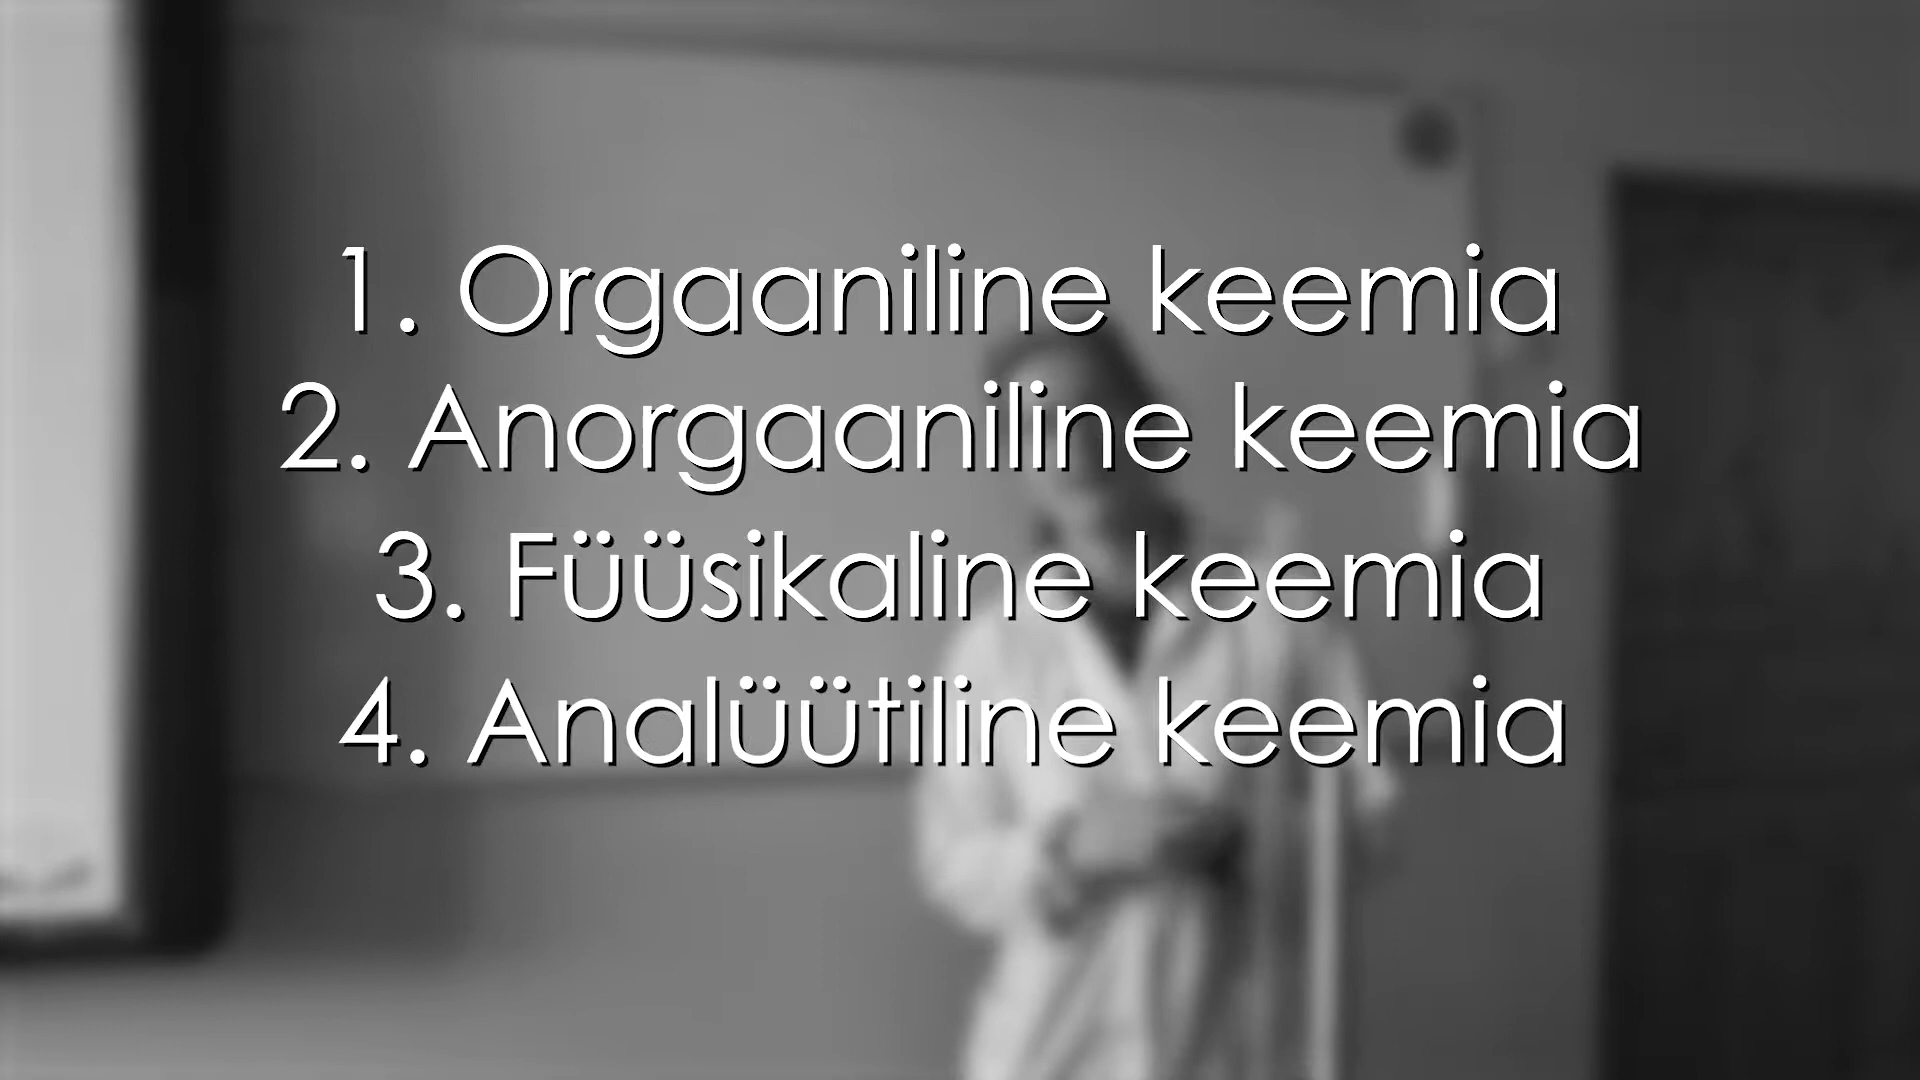 1. Orgaaniline keemia
2. Anorgaaniline keemia
3. Füüsikaline keemia
4. Analüütiline keemia